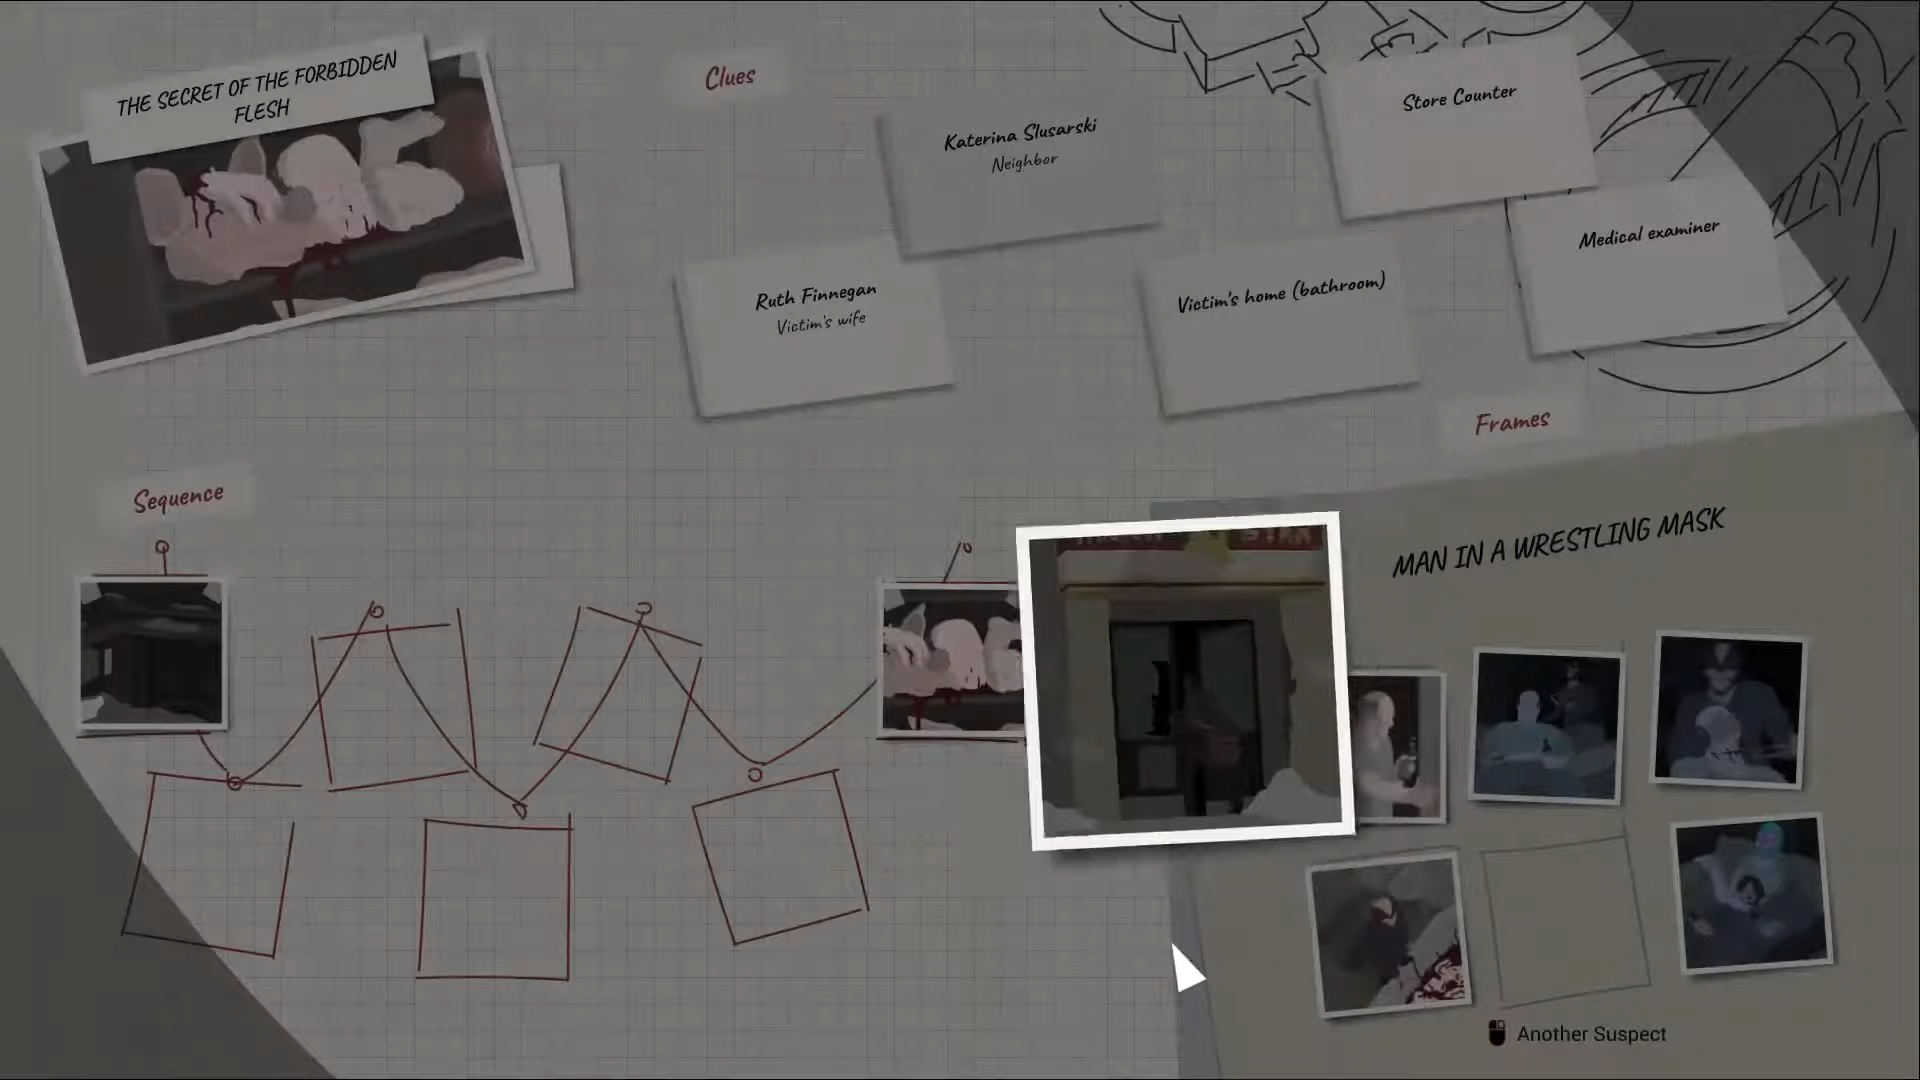 THE SECRET OF THE FORBIDDEN
FLESH
Clues
Katerina Slusarski
Neighbor
Store Counter
Medical examiner
Ruth Finnegan
Victim's wife
Victim's home (bathroom)
Frames
Sequence
MAN IN A WRESTLING MASK
Another Suspect